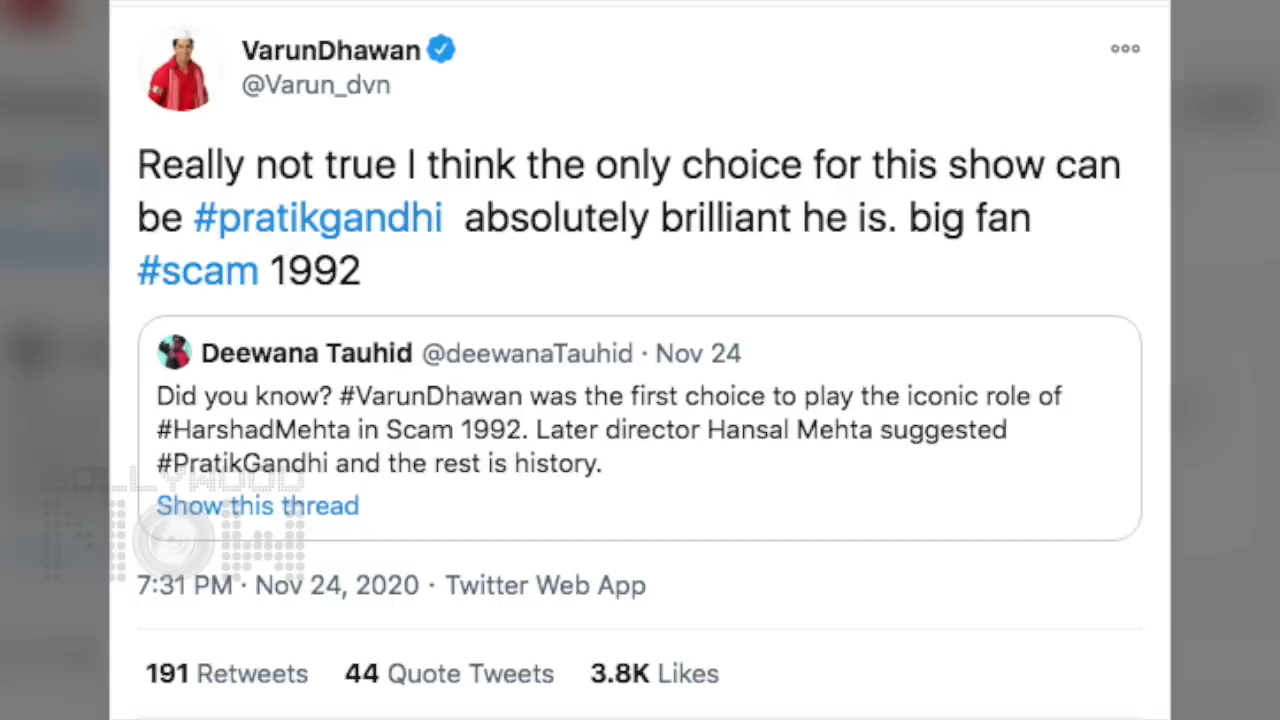 VarunDhawan
@Varun_dvn
Really not true I think the only choice for this show can
be #pratikgandhi absolutely brilliant he is. big fan
#scam 1992
Deewana Tauhid @deewanaTauhid · Nov 24
Did you know? #VarunDhawan was the first choice to play the iconic role of
#HarshadMehta in Scam 1992. Later director Hansal Mehta suggested
#PratikGandhi and the rest is history.
Show this thread
BOLLYWOOD
NOW
7:31 PM · Nov 24, 2020 · Twitter Web App
191 Retweets 44 Quote Tweets 3.8K Likes